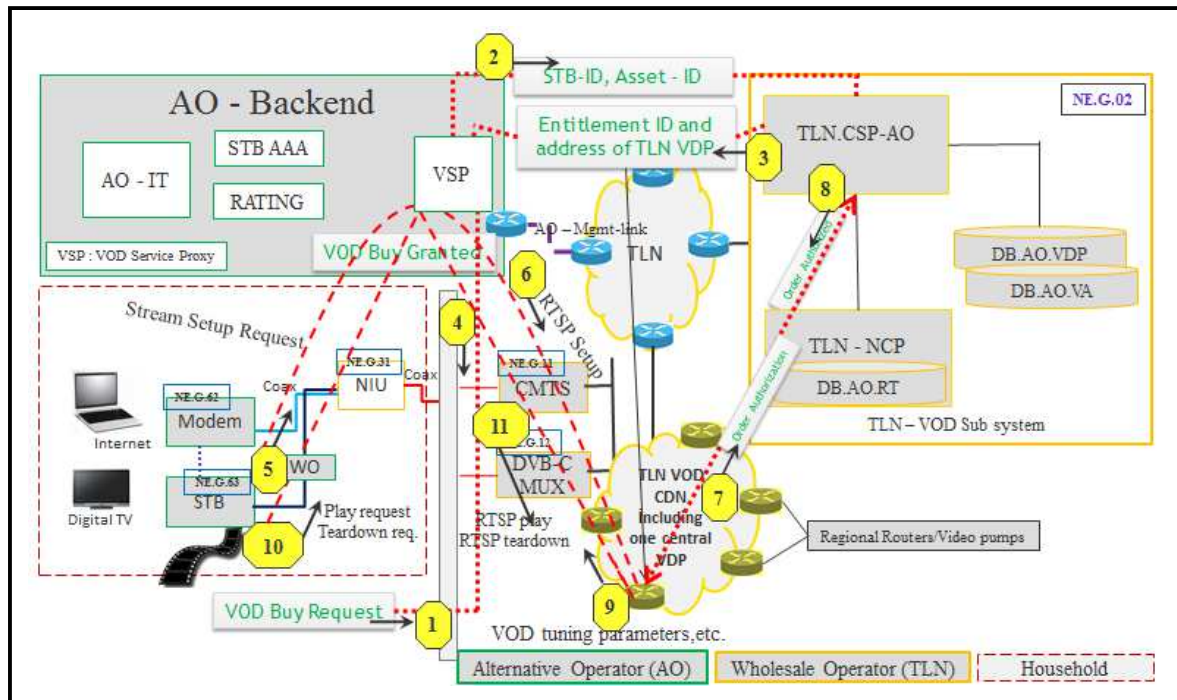 2
STB-ID, Asset - ID
NE.G.02
AO - Backend
Entitlement ID and
address of TLN VDP
3
TLN.CSP-AO
STB AAA
AO - IT
VSP
RATING
8
VSP : VOD Service Proxy
VOD Buy Granted
AO – Mgmt-link
TLN
Order Authorized
DB.AO.VDP
DB.AO.VA
6
Stream Setup Request
4
RTSP Setup
TLN - NCP
DB.AO.RT
NE.G.31
NIU
Coax
Coax
NE.G.11
CMTS
Order Authorization
TLN – VOD Sub system
NE.G.62
Modem
Internet
11
NE.G.12
DVB-C
MUX
5
WO
NE.G.63
STB
Digital TV
TLN VOD
CDN
including
one central
VDP
7
10
Play request
Teardown req.
RTSP play
RTSP teardown
Regional Routers/Video pumps
9
VOD Buy Request
1
VOD tuning parameters,etc.
Alternative Operator (AO)
Wholesale Operator (TLN)
Household